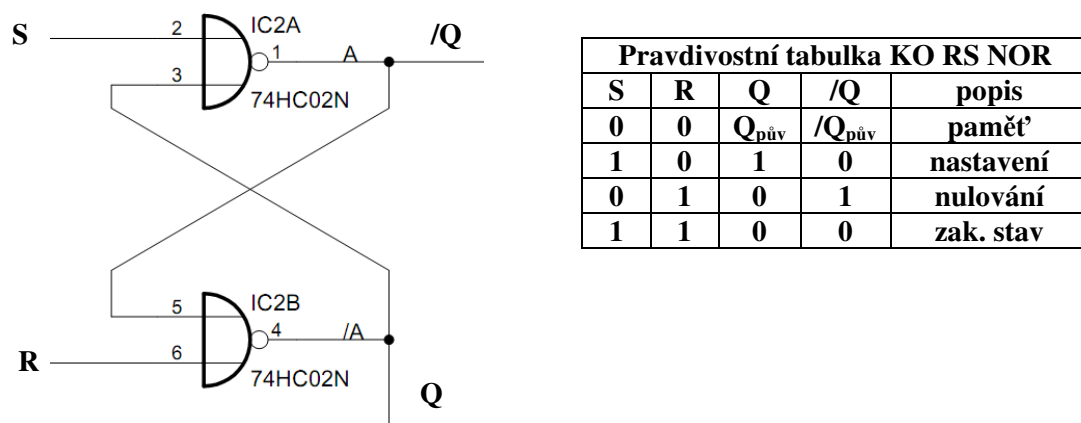 S 2 IC2A /Q
1 A
3
74HC02N
5 IC2B
4 /A
6
R 74HC02N
Q
Pravdivostní tabulka KO RS NOR
S R Q /Q popis
0 0 Qpův /Qpův paměť
1 0 1 0 nastavení
0 1 0 1 nulování
1 1 0 0 zak. stav